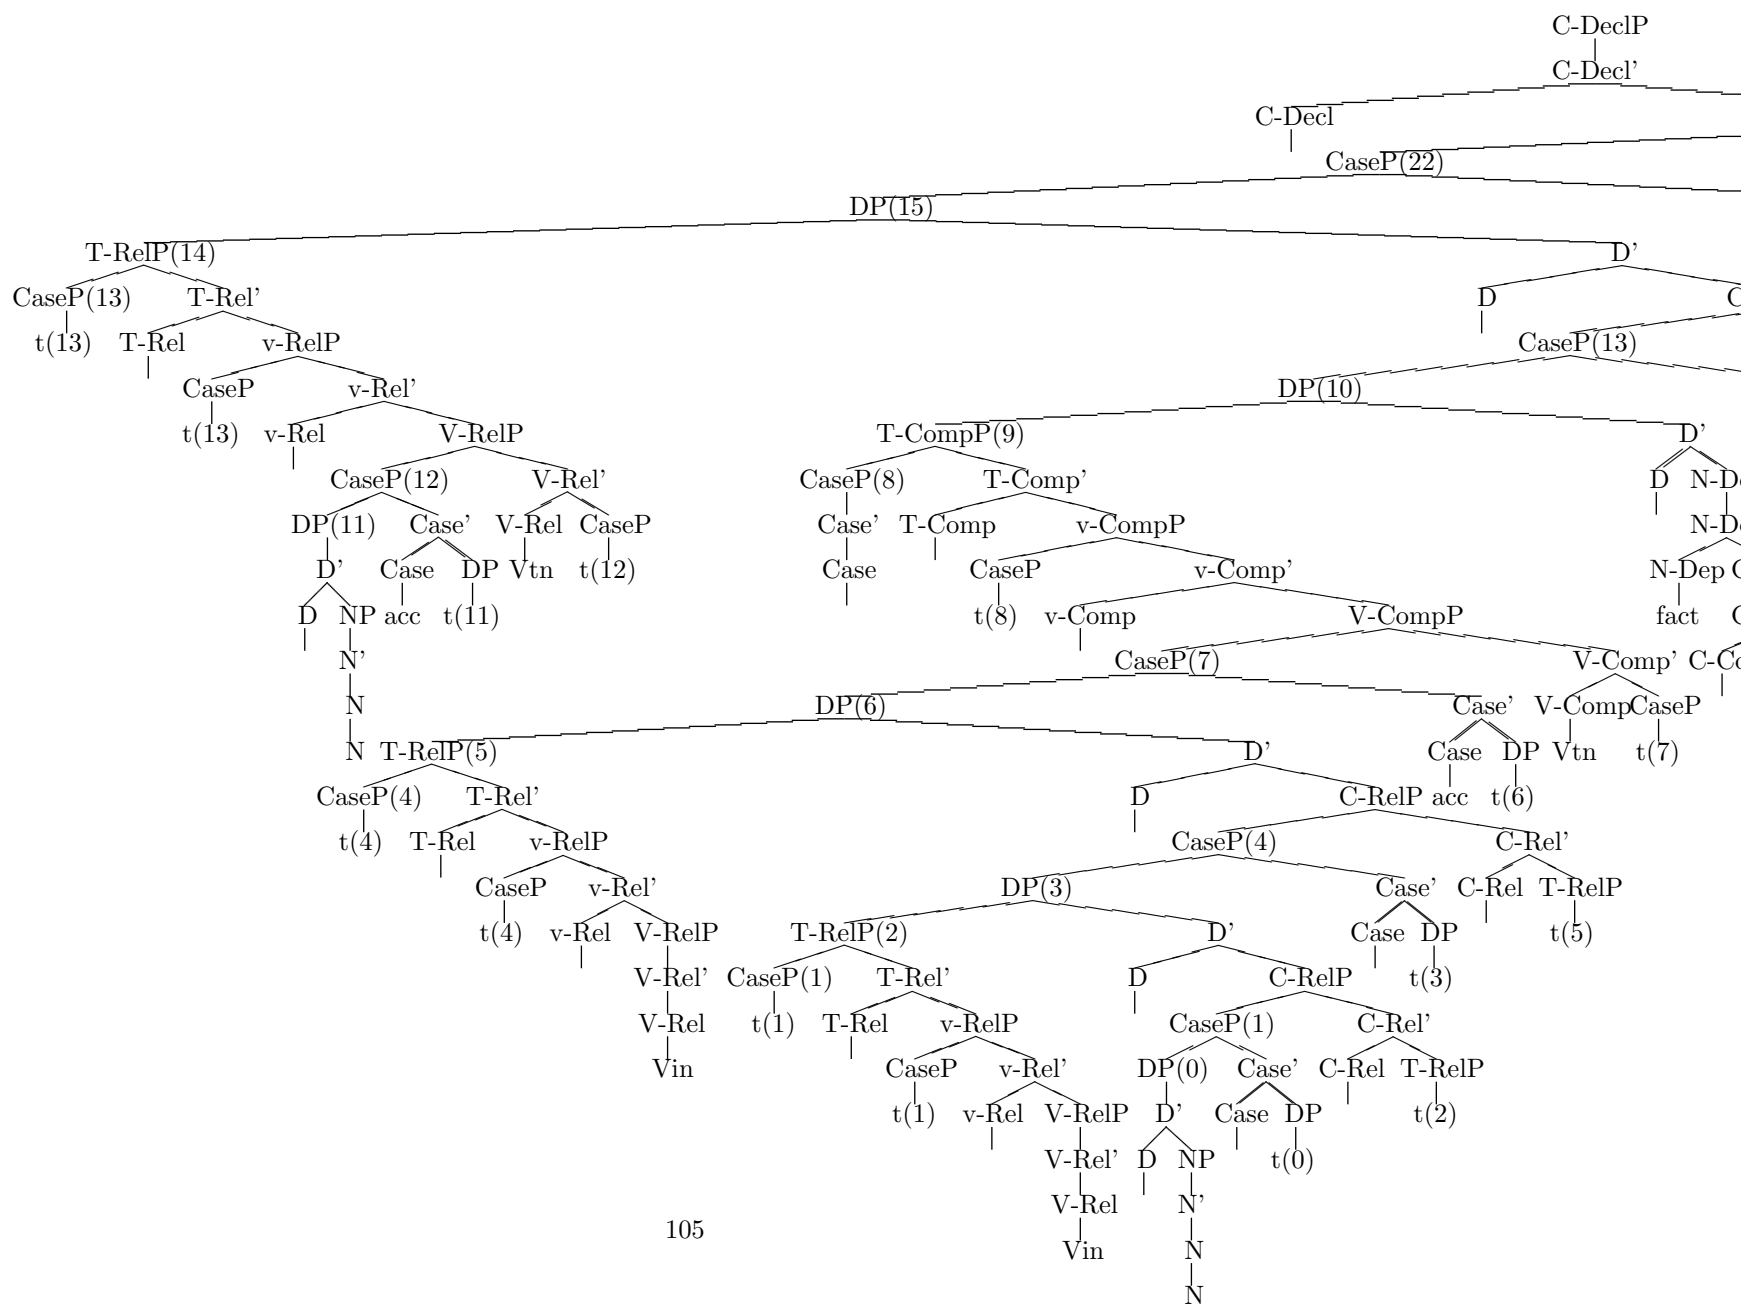 C-DeclP
C-Decl’
C-Decl
CaseP(22)
DP(15)
T-RelP(14) D’
CaseP(13) T-Rel’ D C
t(13) T-Rel v-RelP CaseP(13)
CaseP v-Rel’ DP(10)
t(13) v-Rel V-RelP T-CompP(9) D’
CaseP(12) V-Rel’ CaseP(8) T-Comp’ D N-De
DP(11) Case’ V-Rel CaseP Case’ T-Comp v-CompP N-De
D’ Case DP Vtn t(12) Case CaseP v-Comp’ N-Dep C
D NP acc t(11) t(8) v-Comp V-CompP fact C
N’ CaseP(7) V-Comp’ C-Co
N DP(6) Case’ V-Comp CaseP
N T-RelP(5) D’ Case DP Vtn t(7)
CaseP(4) T-Rel’ D C-RelP acc t(6)
t(4) T-Rel v-RelP CaseP(4) C-Rel’
CaseP v-Rel’ DP(3) Case’ C-Rel T-RelP
t(4) v-Rel V-RelP T-RelP(2) D’ Case DP t(5)
V-Rel’ CaseP(1) T-Rel’ D C-RelP t(3)
V-Rel t(1) T-Rel v-RelP CaseP(1) C-Rel’
Vin CaseP v-Rel’ DP(0) Case’ C-Rel T-RelP
t(1) v-Rel V-RelP D’ Case DP t(2)
V-Rel’ D NP t(0)
V-Rel N’
105
Vin N
N